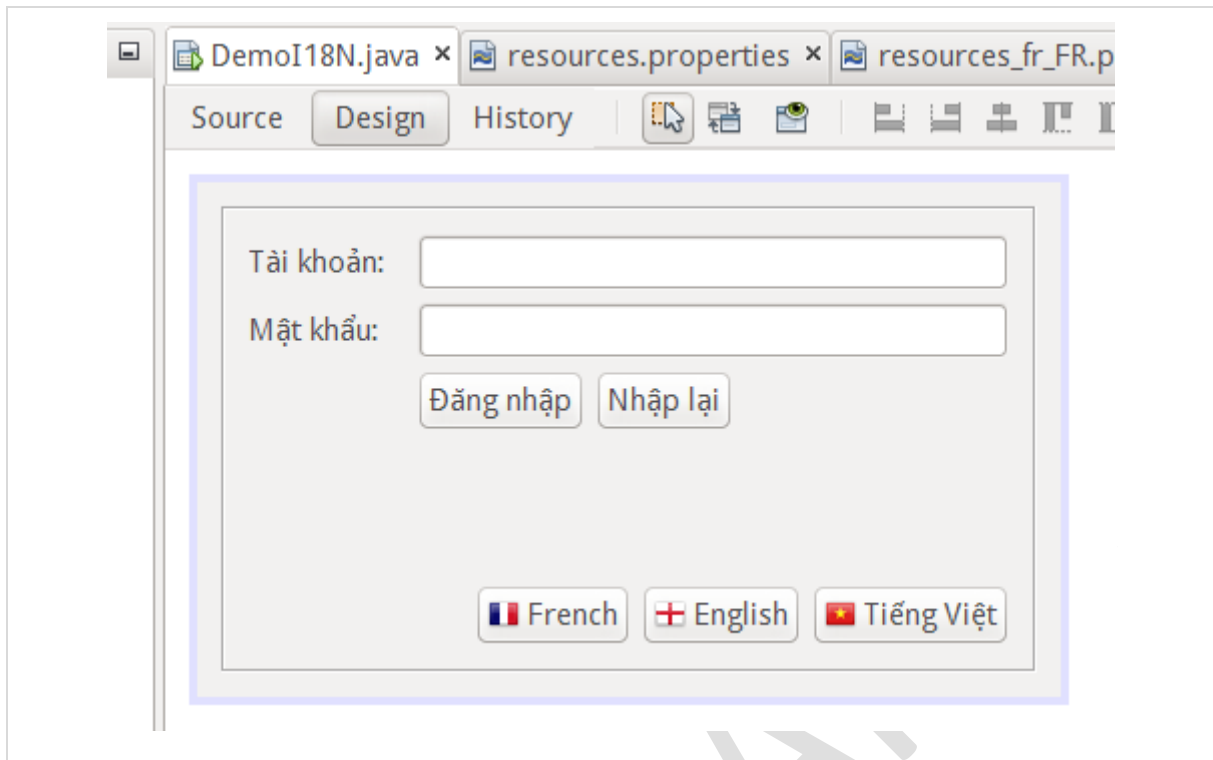 DemoI18N.java resources.properties resources_fr_FR.p
Source Design History
Tài khoản:
Mật khẩu:
Đăng nhập Nhập lại
French English Tiếng Việt